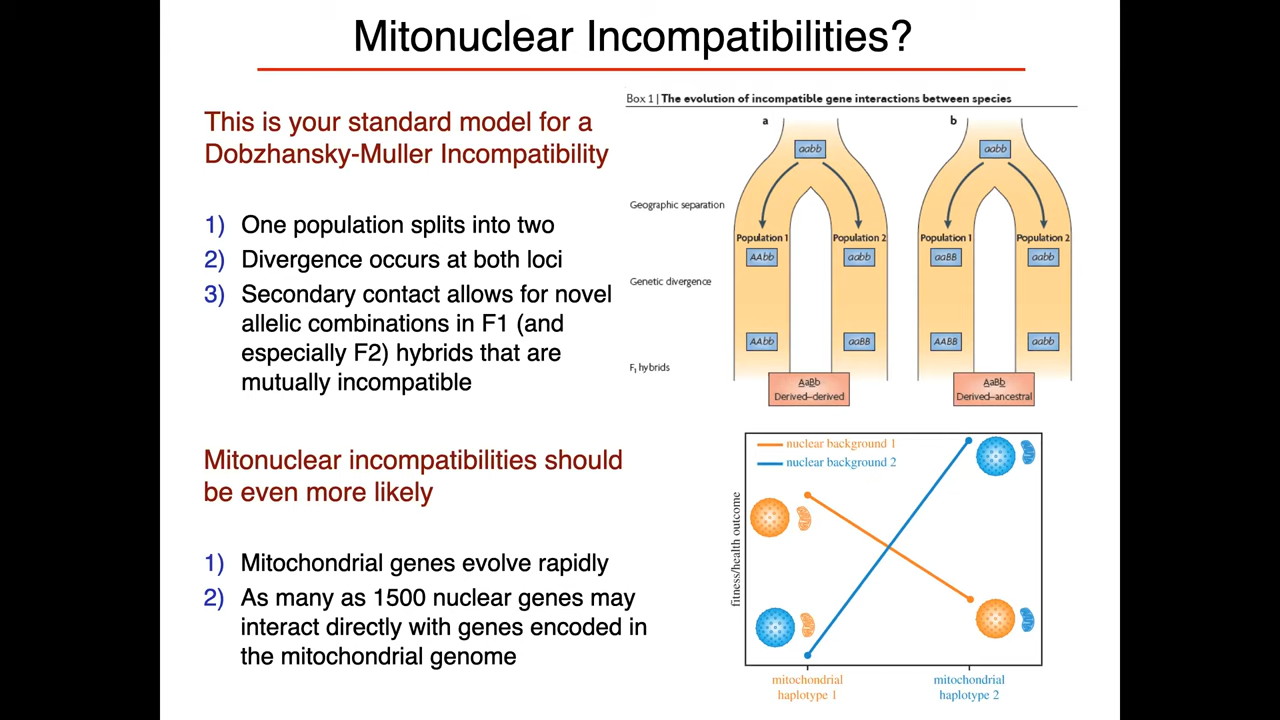 Mitonuclear Incompatibilities?
This is your standard model for a
Dobzhansky-Muller Incompatibility
1) One population splits into two
2) Divergence occurs at both loci
3) Secondary contact allows for novel
allelic combinations in F1 (and
especially F2) hybrids that are
mutually incompatible
Mitonuclear incompatibilities should
be even more likely
1) Mitochondrial genes evolve rapidly
2) As many as 1500 nuclear genes may
interact directly with genes encoded in
the mitochondrial genome
Box 1 | The evolution of incompatible gene interactions between species
a
b
aabb
aabb
Geographic separation
Population 1
Population 2
Population 1
Population 2
AAbb
aabb
aaBB
aabb
Genetic divergence
AAbb
aaBB
AABB
aabb
F₁ hybrids
AaBb
Derived–derived
AaBb
Derived–ancestral
nuclear background 1
nuclear background 2
fitness/health outcome
mitochondrial
haplotype 1
mitochondrial
haplotype 2